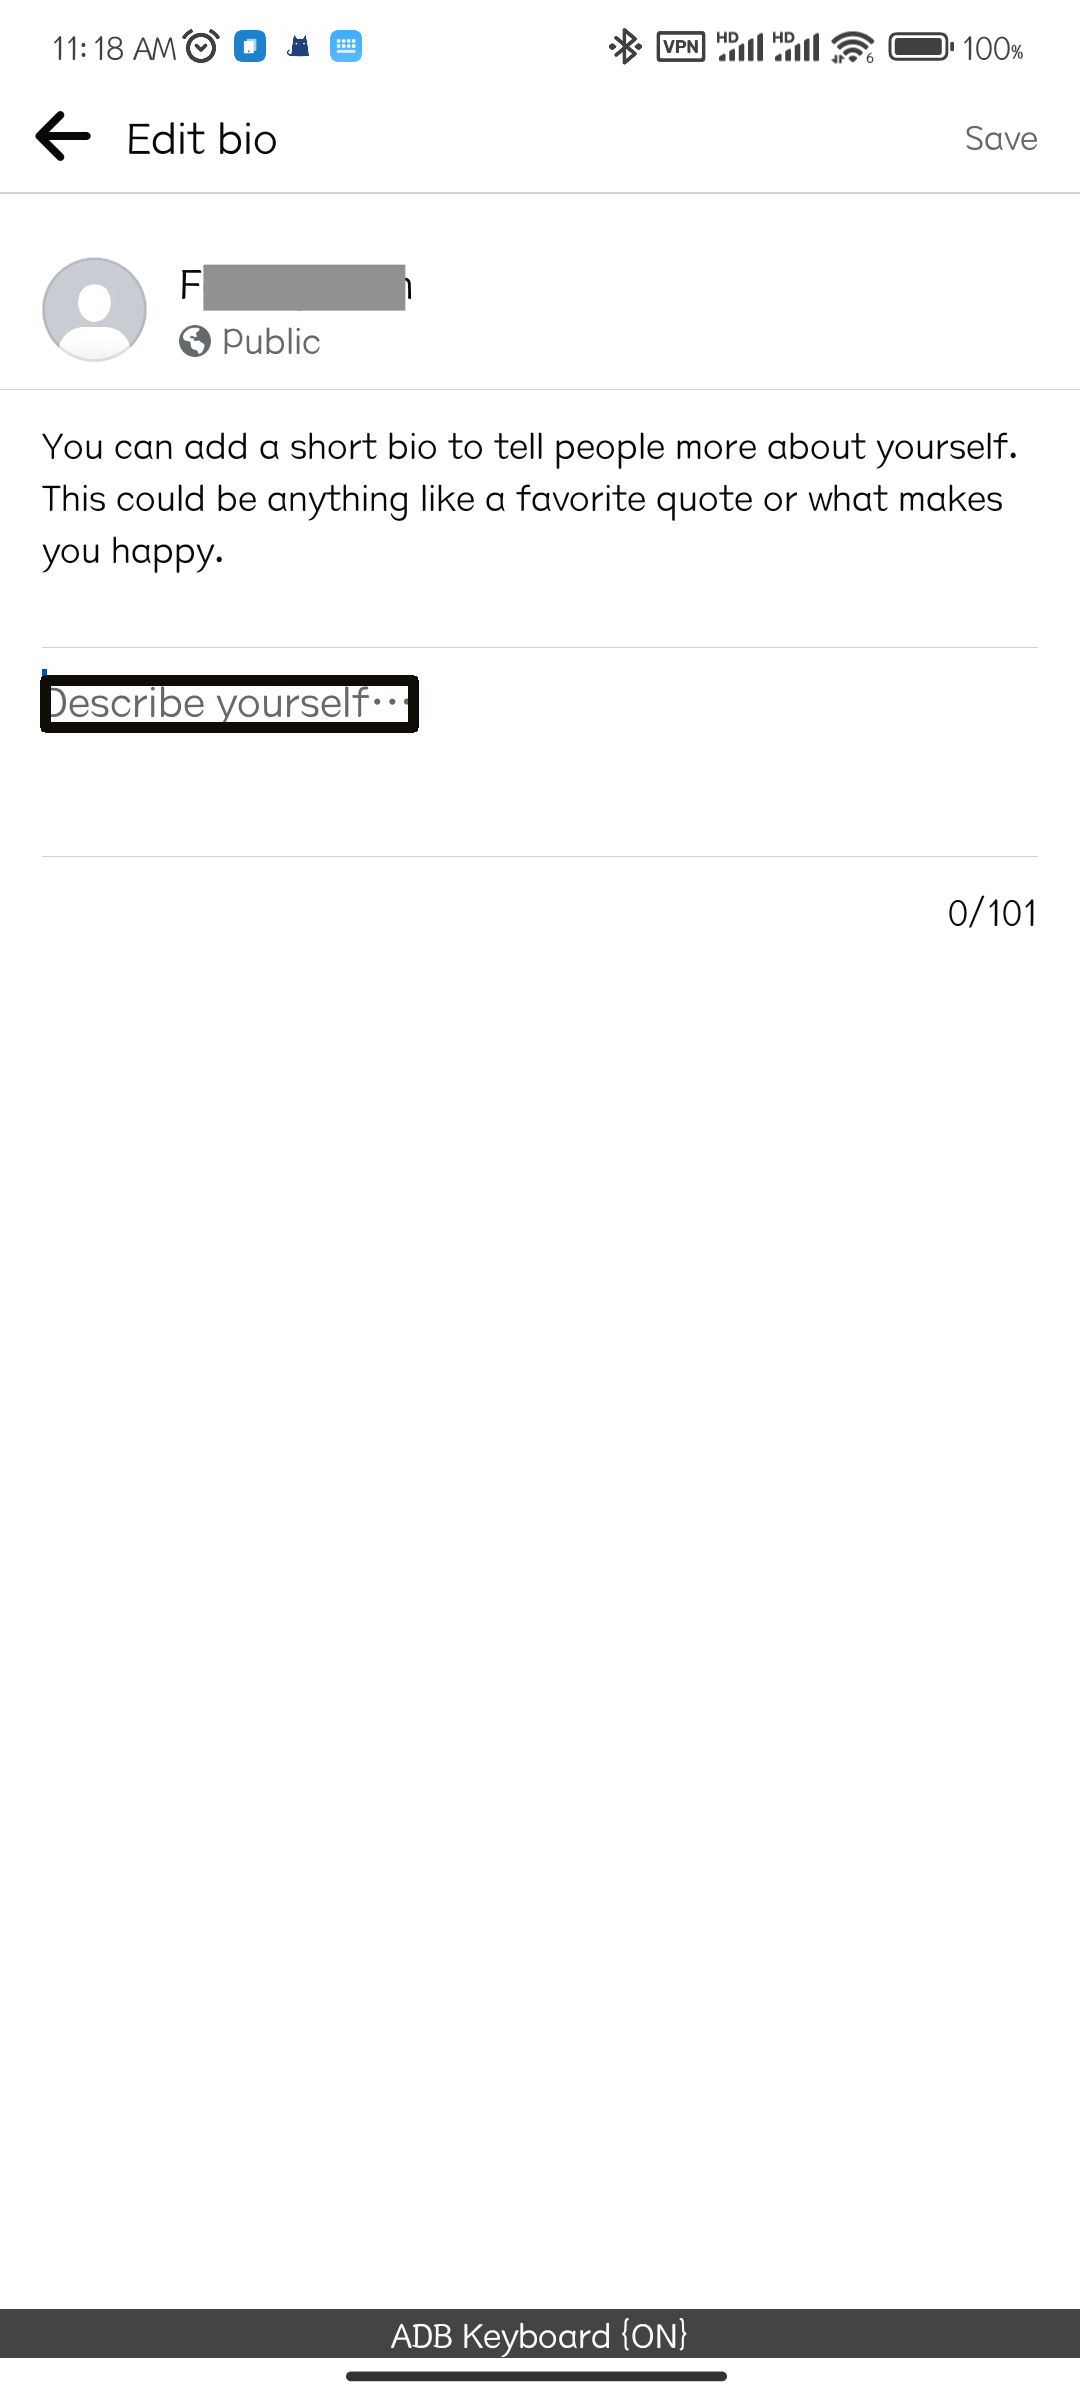 11:18 AM VPN HD HD 6 100%
Edit bio
Save
Public
You can add a short bio to tell people more about yourself.
This could be anything like a favorite quote or what makes
you happy.
Describe yourself...
0/101
ADB Keyboard {ON}